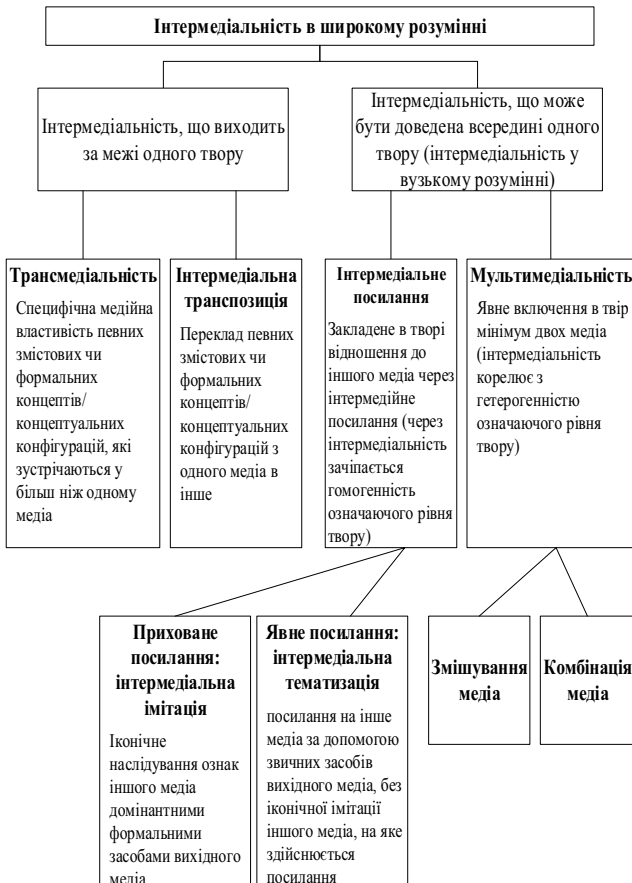 Інтермедіальність в широкому розумінні
Інтермедіальність, що виходить
за межі одного твору
Інтермедіальність, що може
бути доведена всередині одного
твору (інтермедіальність у
вузькому розумінні)
Трансмедіальність
Специфічна медійна
властивість певних
змістових чи
формальних
концептів/
концептуальних
конфігурацій, які
зустрічаються у
більш ніж одному
медіа
Інтермедіальна
транспозиція
Переклад певних
змістових чи
формальних
концептів/
концептуальних
конфігурацій з
одного медіа в
інше
Інтермедіальне
посилання
Закладене в творі
відношення до
іншого медіа через
інтермедійне
посилання (через
інтермедіальність
зачіпається
гомогенність
означаючого рівня
твору)
Мультимедіальність
Явне включення в твір
мінімум двох медіа
(інтермедіальність
корелює з
гетерогенністю
означаючого рівня
твору)
Приховане
посилання:
інтермедіальна
імітація
Іконічне
наслідування ознак
іншого медіа
домінантними
формальними
засобами вихідного
медіа
Явне посилання:
інтермедіальна
тематизація
посилання на інше
медіа за допомогою
звичних засобів
вихідного медіа, без
іконічної імітації
іншого медіа, на яке
здійснюється
посилання
Змішування
медіа
Комбінація
медіа